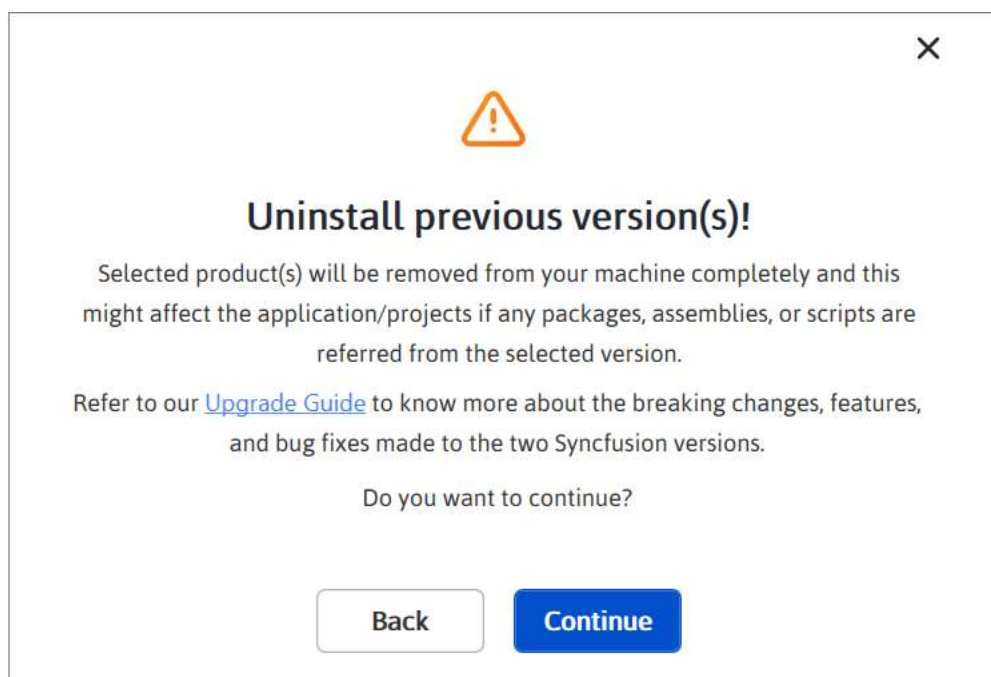 Uninstall previous version(s)!
Selected product(s) will be removed from your machine completely and this
might affect the application/projects if any packages, assemblies, or scripts are
referred from the selected version.
Refer to our Upgrade Guide to know more about the breaking changes, features,
and bug fixes made to the two Syncfusion versions.
Do you want to continue?
Back
Continue